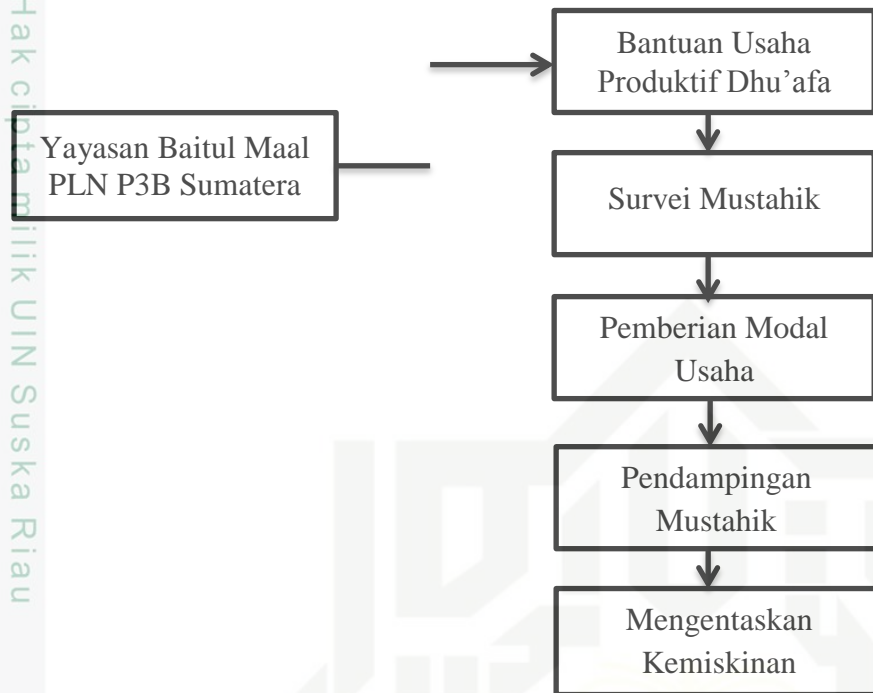 Hak cipta milik UIN Suska Riau
Yayasan Baitul Maal
PLN P3B Sumatera
Bantuan Usaha
Produktif Dhu’afa
Survei Mustahik
Pemberian Modal
Usaha
Pendampingan
Mustahik
Mengentaskan
Kemiskinan